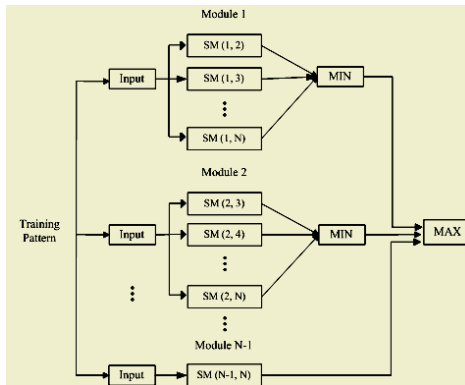 Module 1
SM (1, 2)
Input
SM (1, 3)
MIN
SM (1, N)
Module 2
SM (2, 3)
Training
Pattern
Input
SM (2, 4)
MIN
MAX
SM (2, N)
Module N-1
Input
SM (N-1, N)